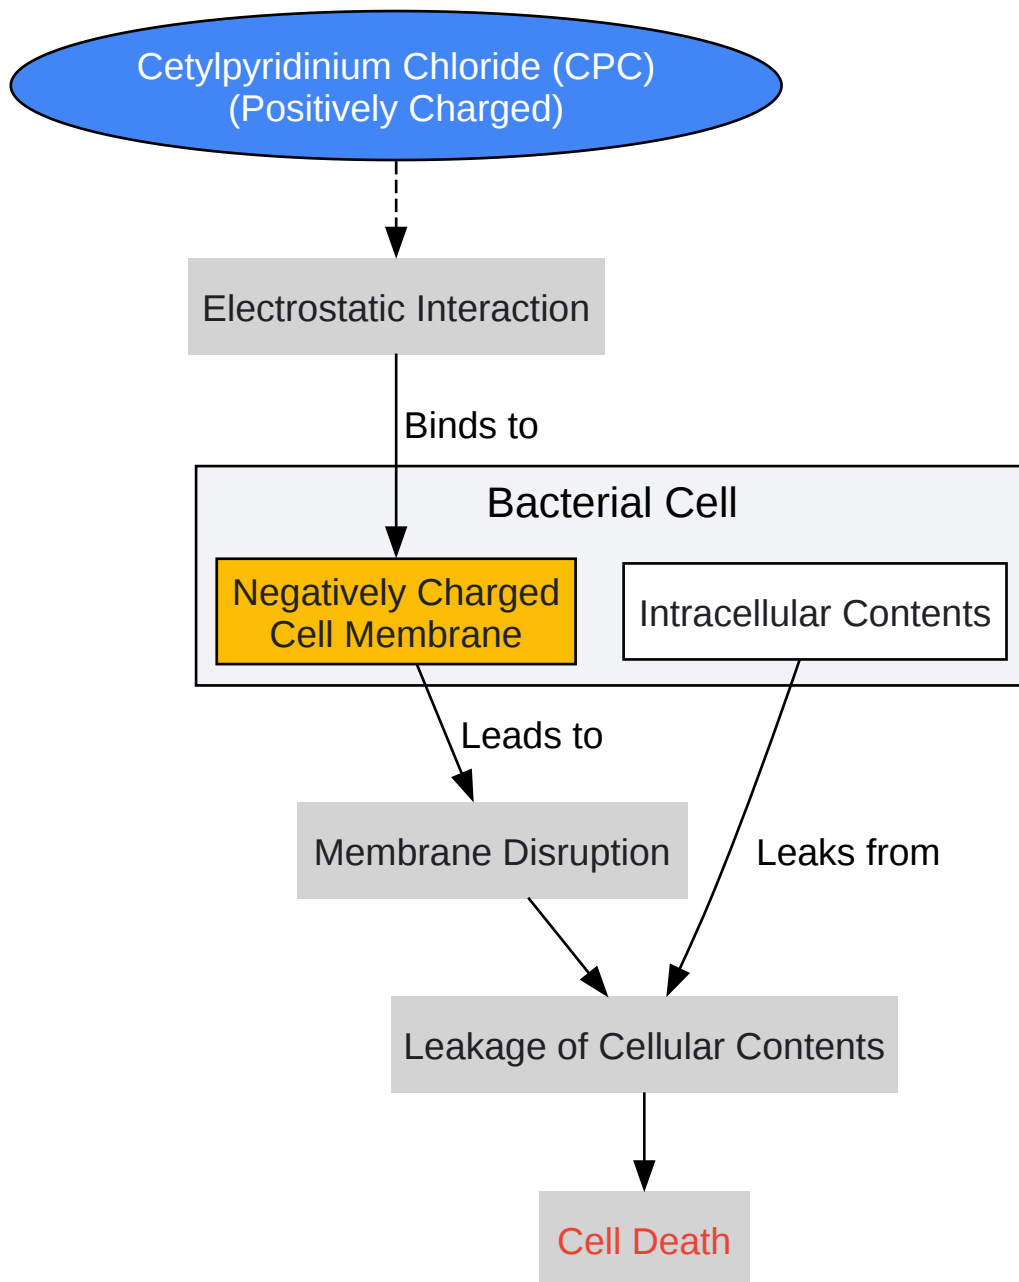 Cetylpyridinium Chloride (CPC)
(Positively Charged)
Electrostatic Interaction
Binds to
Bacterial Cell
Negatively Charged
Cell Membrane
Intracellular Contents
Leads to
Membrane Disruption
Leaks from
Leakage of Cellular Contents
Cell Death